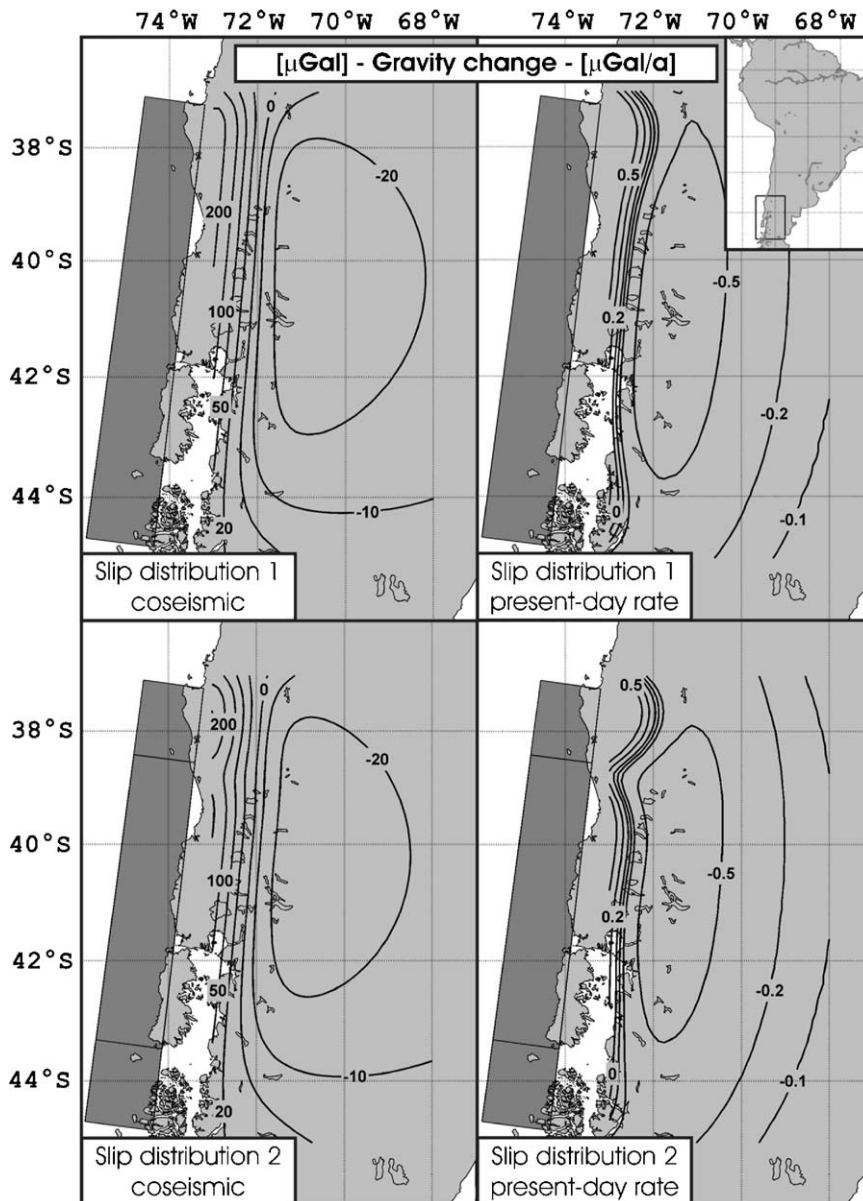 74°W 72°W 70°W 68°W 74°W 72°W 70°W 68°W
[µGal] - Gravity change - [µGal/a]
38°S
40°S
42°S
44°S
0
-20
200
100
50
-10
20
Slip distribution 1
coseismic
0.5
-0.5
0.2
-0.2
-0.1
0
Slip distribution 1
present-day rate
38°S
40°S
42°S
44°S
0
200
-20
100
50
-10
20
Slip distribution 2
coseismic
0.5
-0.5
0.2
-0.2
-0.1
0
Slip distribution 2
present-day rate